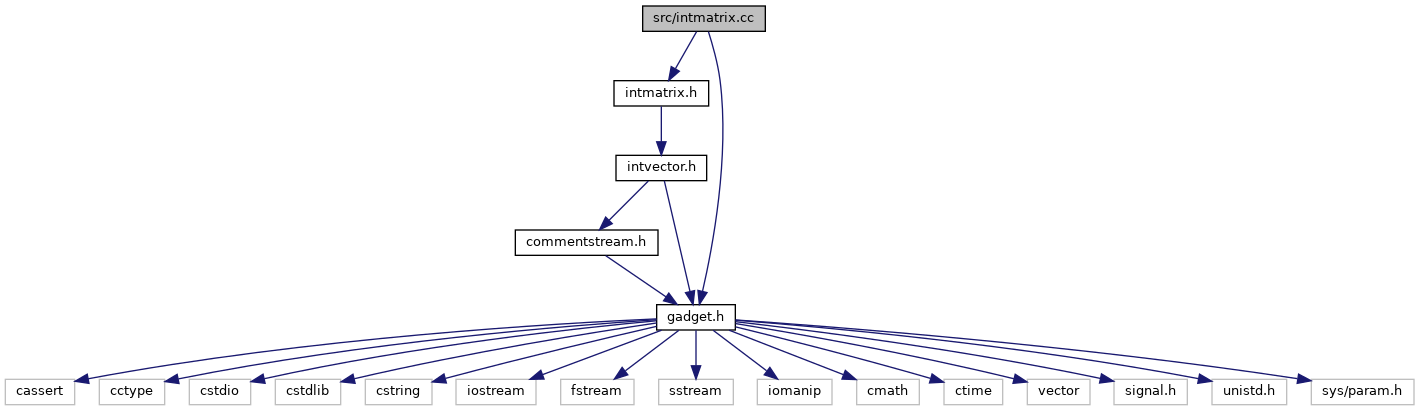 src/intmatrix.cc
intmatrix.h
intvector.h
commentstream.h
gadget.h
cassert
cctype
cstdio
cstdlib
cstring
iostream
fstream
sstream
iomanip
cmath
ctime
vector
signal.h
unistd.h
sys/param.h